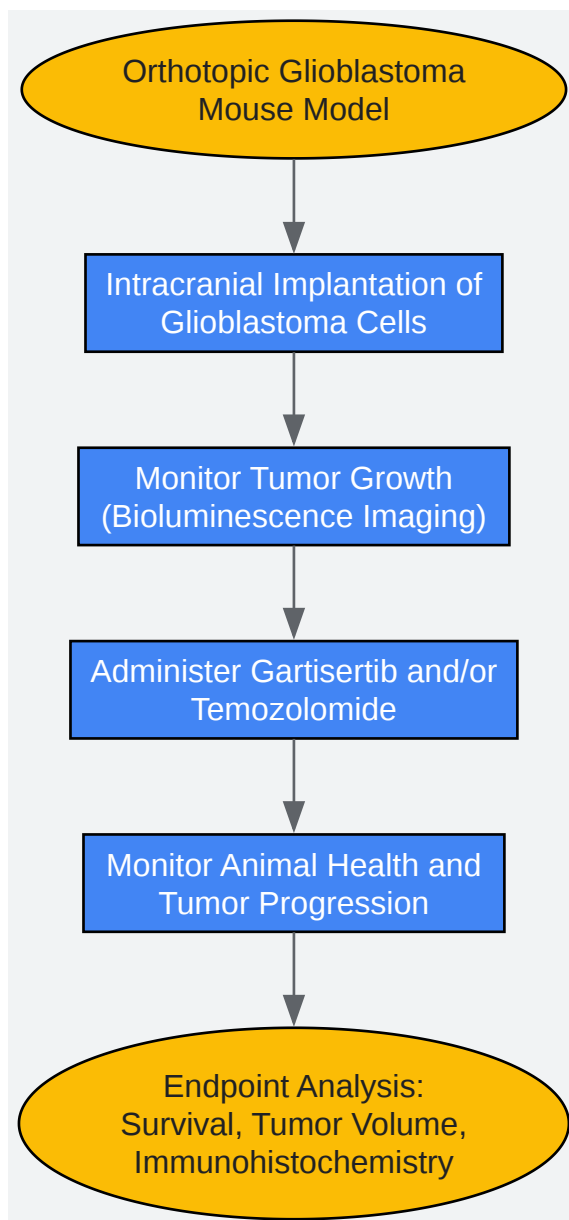 Orthotopic Glioblastoma
Mouse Model
Intracranial Implantation of
Glioblastoma Cells
Monitor Tumor Growth
(Bioluminescence Imaging)
Administer Gartisertib and/or
Temozolomide
Monitor Animal Health and
Tumor Progression
Endpoint Analysis:
Survival, Tumor Volume,
Immunohistochemistry